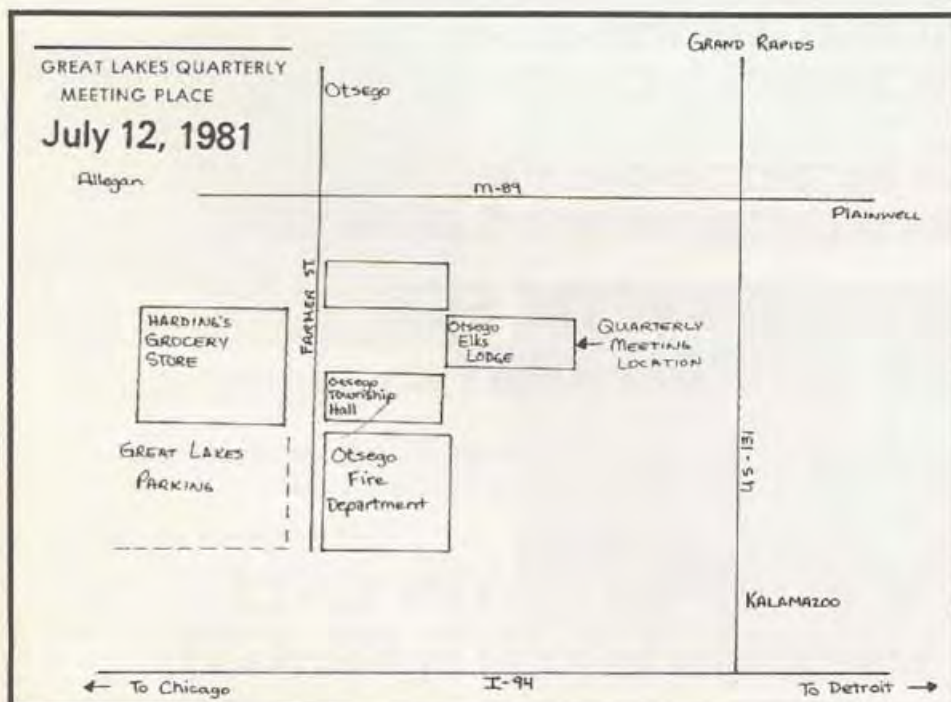 GREAT LAKES QUARTERLY
MEETING PLACE
July 12, 1981
GRAND RAPIDS
Otsego
Allegan
M-89
PLAINWELL
FARMER ST.
HARDING'S
GROCERY
STORE
Otsego
Elks
LODGE
QUARTERLY
MEETING
LOCATION
Otsego
Township
Hall
GREAT LAKES
PARKING
Otsego
Fire
Department
US-131
KALAMAZOO
← To Chicago
I-94
To Detroit →